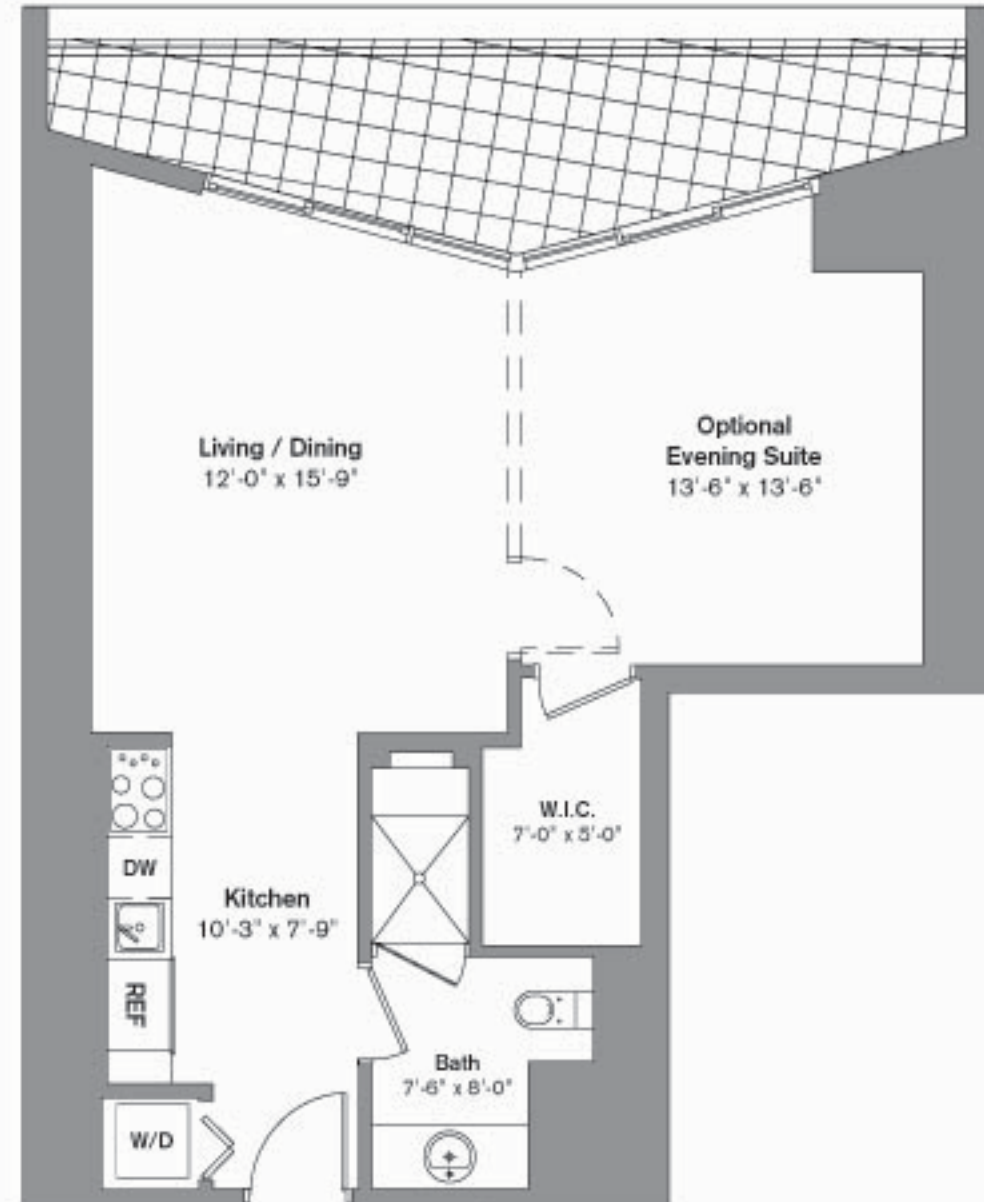 Living / Dining
12'-0" x 15'-9"
Optional
Evening Suite
13'-6" x 13'-6"
W.I.C.
7'-0" x 5'-0"
DW
Kitchen
10'-3" x 7'-9"
REF
Bath
7'-6" x 8'-0"
W/D